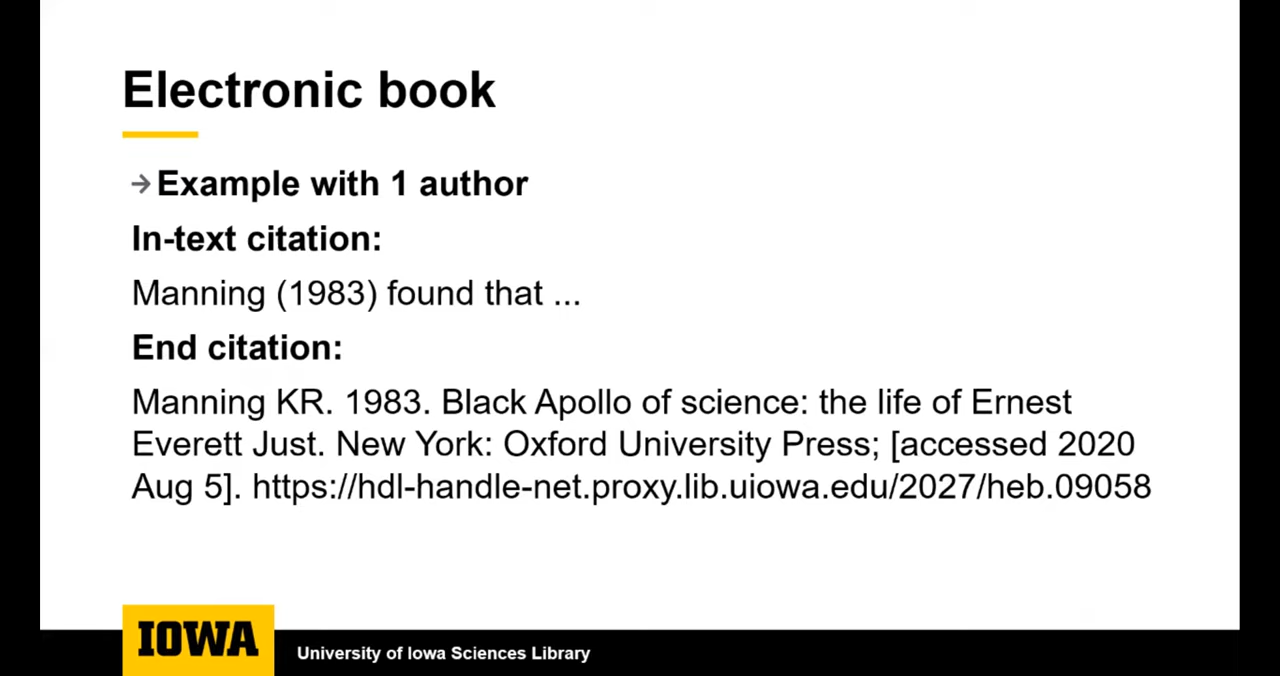 Electronic book
→Example with 1 author
In-text citation:
Manning (1983) found that ...
End citation:
Manning KR. 1983. Black Apollo of science: the life of Ernest
Everett Just. New York: Oxford University Press; [accessed 2020
Aug 5]. https://hdl-handle-net.proxy.lib.uiowa.edu/2027/heb.09058
IOWA
University of Iowa Sciences Library